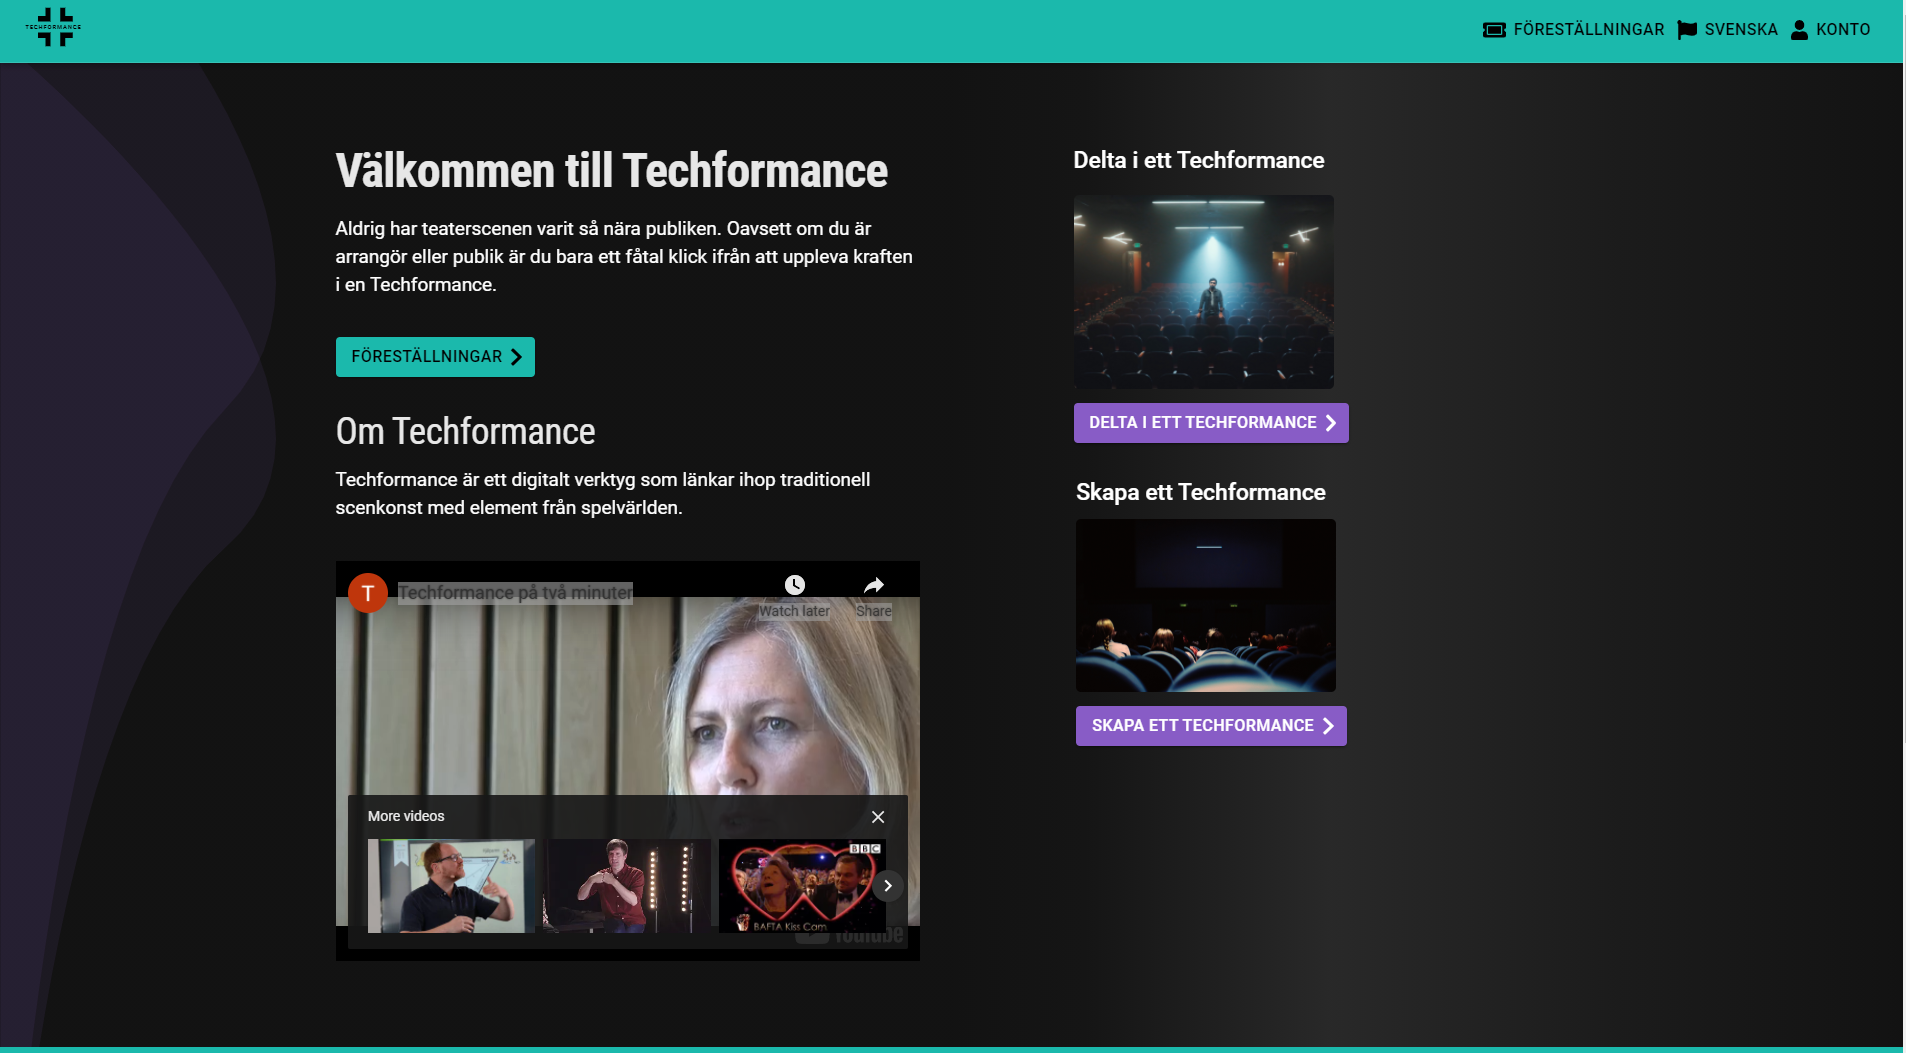 TECHFORMANCE
FÖRESTÄLLNINGAR
SVENSKA
KONTO
Välkommen till Techformance
Aldrig har teaterscenen varit så nära publiken. Oavsett om du är
arrangör eller publik är du bara ett fåtal klick ifrån att uppleva kraften
i en Techformance.
FÖRESTÄLLNINGAR
Om Techformance
Techformance är ett digitalt verktyg som länkar ihop traditionell
scenkonst med element från spelvärlden.
T
Techformance på två minuter
Watch later
Share
More videos
BBC
BAFTA Kiss Cam
YouTube
Delta i ett Techformance
DELTA I ETT TECHFORMANCE
Skapa ett Techformance
SKAPA ETT TECHFORMANCE